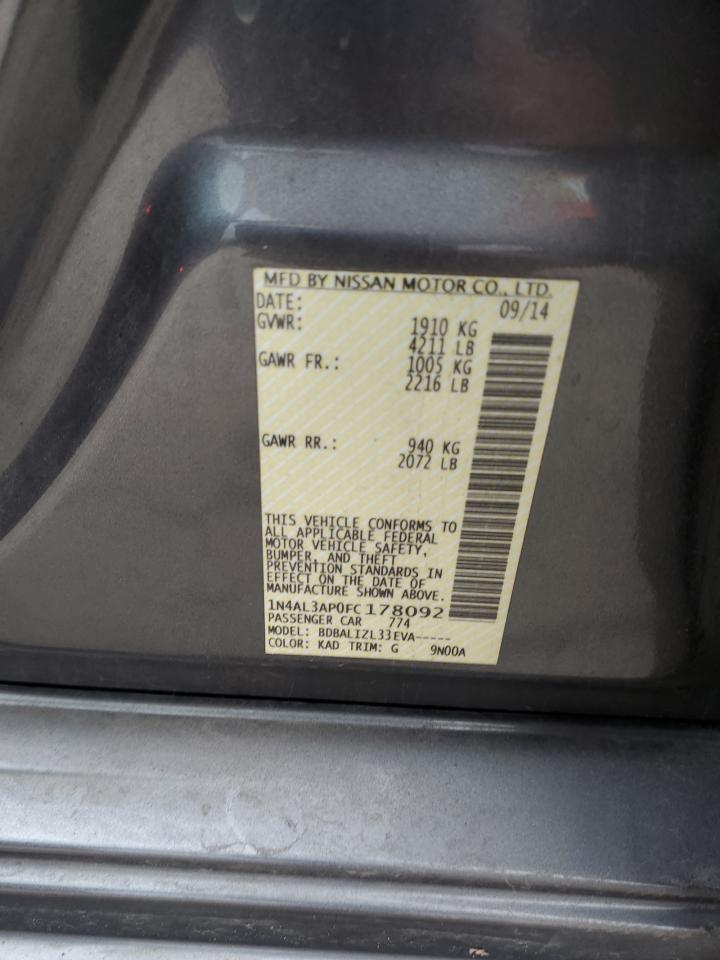 MFD BY NISSAN MOTOR CO., LTD.
DATE: 09/14
GVWR: 1910 KG
4211 LB
GAWR FR.: 1005 KG
2216 LB
GAWR RR.: 940 KG
2072 LB
THIS VEHICLE CONFORMS TO
ALL APPLICABLE FEDERAL
MOTOR VEHICLE SAFETY,
BUMPER, AND THEFT
PREVENTION STANDARDS IN
EFFECT ON THE DATE OF
MANUFACTURE SHOWN ABOVE.
1N4AL3AP0FC178092
PASSENGER CAR 774
MODEL: BDBALIZL33EVA-----
COLOR: KAD TRIM: G 9N00A